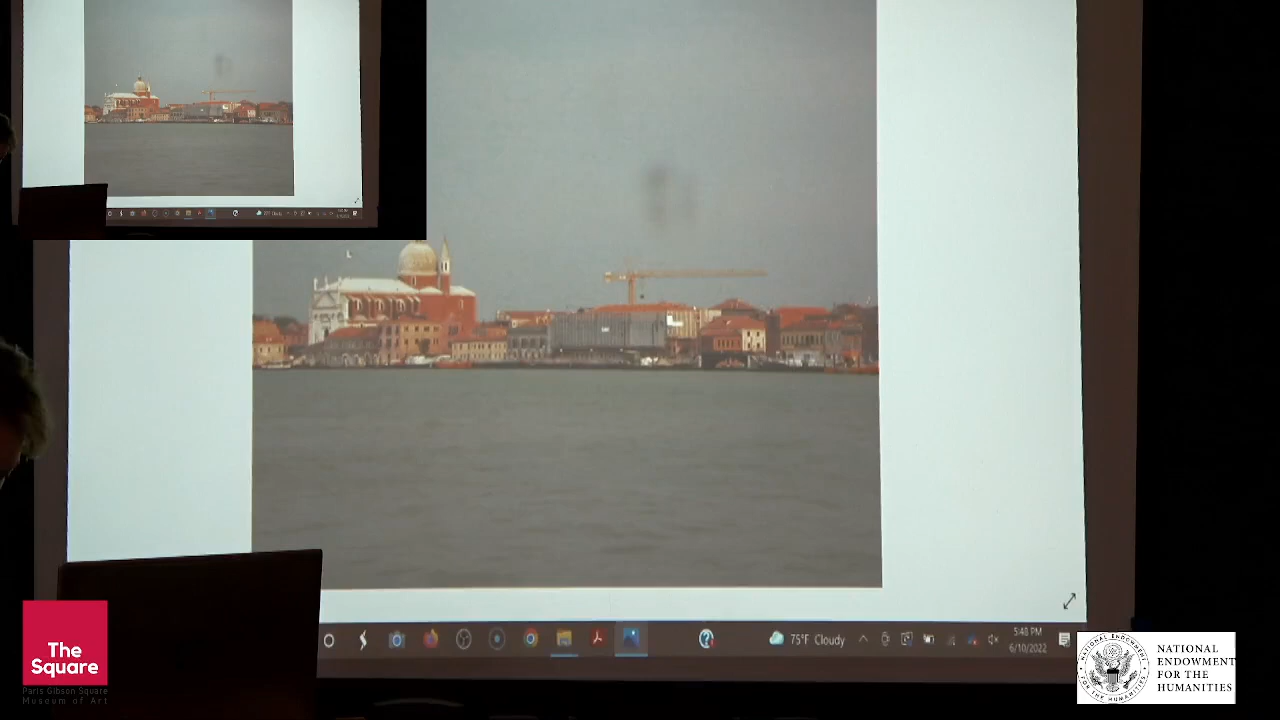 75°F Cloudy
5:48 PM
6/10/2022
The
Square
Paris Gibson Square
Museum of Art
NATIONAL
ENDOWMENT
FOR THE
HUMANITIES